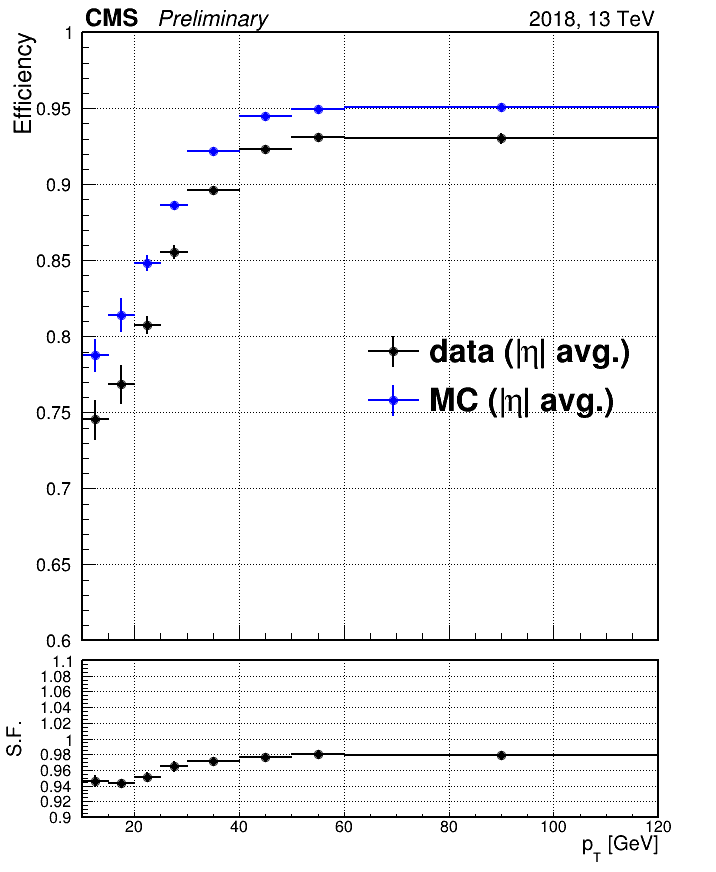 CMS Preliminary 2018, 13 TeV
Efficiency
1
0.95
0.9
0.85
0.8
0.75
0.7
0.65
0.6
data (|η| avg.)
MC (|η| avg.)
S.F.
1.1
1.08
1.06
1.04
1.02
1
0.98
0.96
0.94
0.92
0.9
20 40 60 80 100 120
pT [GeV]